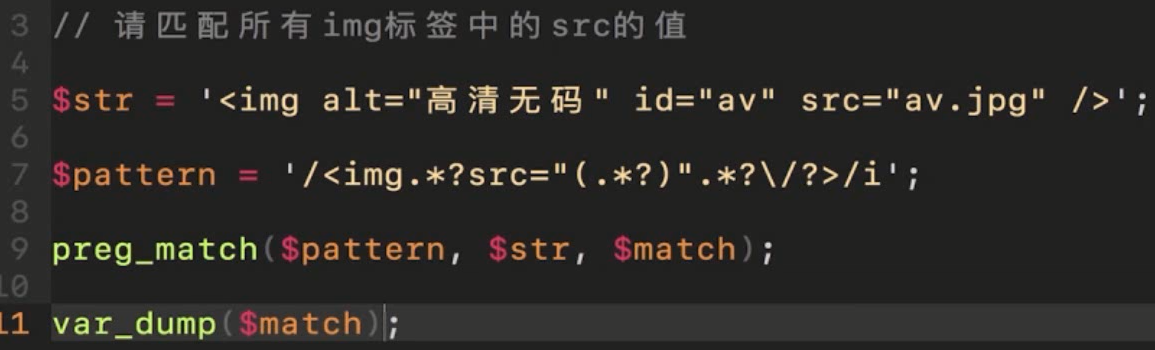 3 // 请匹配所有img标签中的src的值
4
5 $str = '<img alt="高清无码" id="av" src="av.jpg" />';
6
7 $pattern = '/<img.*?src="(.*?)".*?\/?>/i';
8
9 preg_match($pattern, $str, $match);
10
11 var_dump($match);